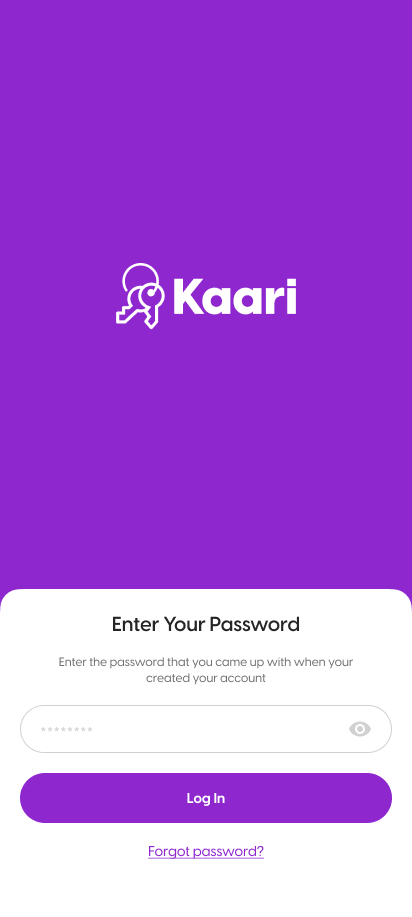 Kaari
Enter Your Password
Enter the password that you came up with when your
created your account
********
Log In
Forgot password?